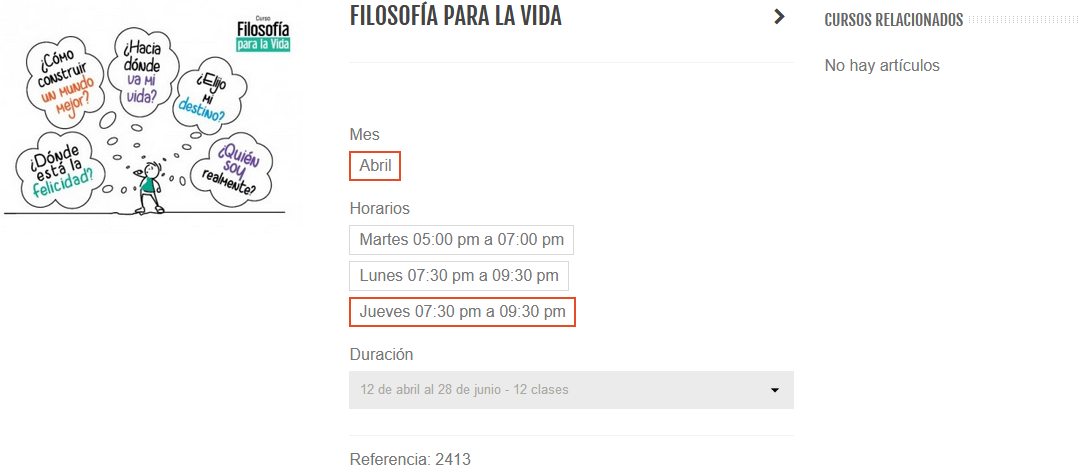 Curso
Filosofía
para la Vida
¿Cómo
construir
un mundo
mejor?
¿Hacia
dónde
va mi
vida?
¿Elijo
mi
destino?
¿Dónde
está la
felicidad?
¿Quién
soy
realmente?
FILOSOFÍA PARA LA VIDA
Mes
Abril
Horarios
Martes 05:00 pm a 07:00 pm
Lunes 07:30 pm a 09:30 pm
Jueves 07:30 pm a 09:30 pm
Duración
12 de abril al 28 de junio - 12 clases
Referencia: 2413
CURSOS RELACIONADOS
No hay artículos